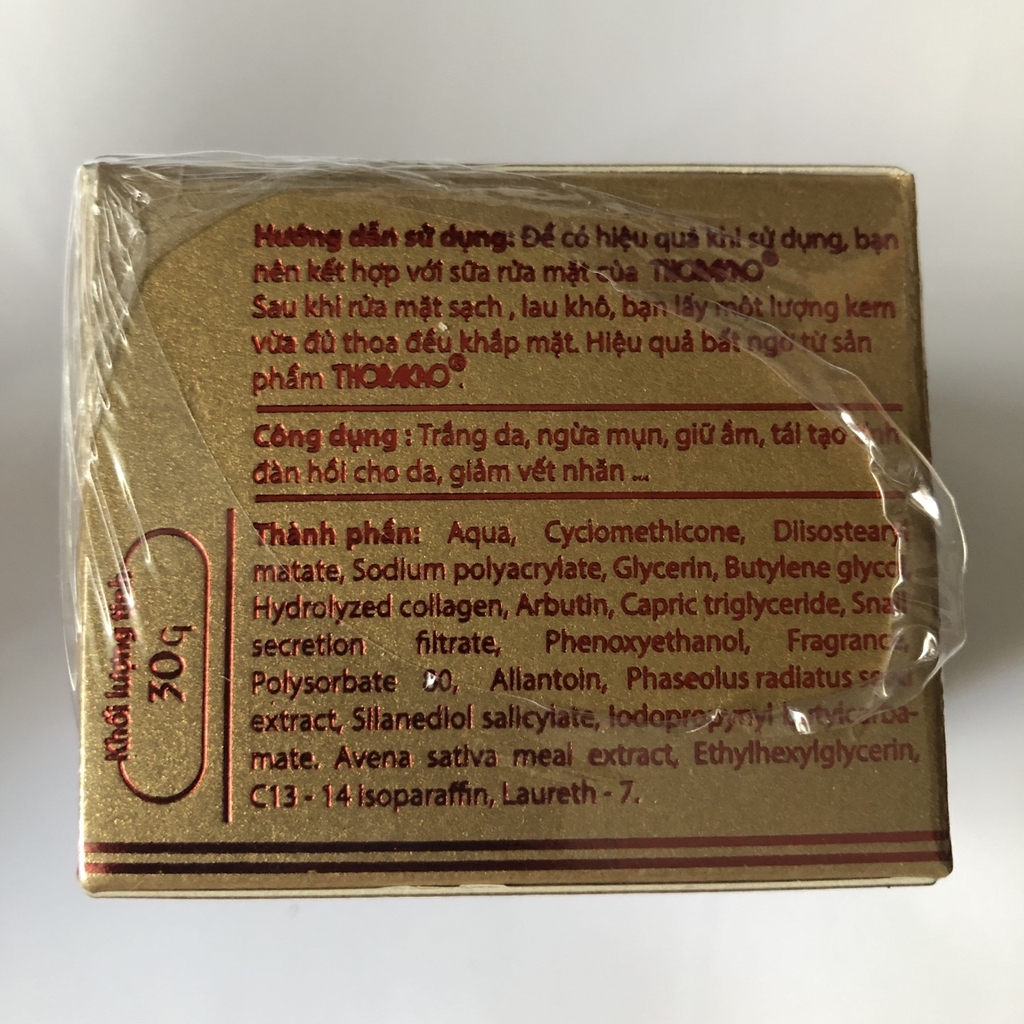 Hướng dẫn sử dụng: Để có hiệu quả khi sử dụng, bạn
nên kết hợp với sữa rửa mặt của THORAKAO®
Sau khi rửa mặt sạch , lau khô, bạn lấy một lượng kem
vừa đủ thoa đều khắp mặt. Hiệu quả bất ngờ từ sản
phẩm THORAKAO®.
Công dụng : Trắng da, ngừa mụn, giữ ẩm, tái tạo tính
đàn hồi cho da, giảm vết nhăn ...
Thành phần: Aqua, Cyclomethicone, Diisostearyl
matate, Sodium polyacrylate, Glycerin, Butylene glycol
Hydrolyzed collagen, Arbutin, Capric triglyceride, Snail
secretion filtrate, Phenoxyethanol, Fragrance,
Polysorbate Allantoin, Phaseolus radiatus seed
extract, Silanediol salicylate, Iodopropynyl butylcarba-
mate. Avena sativa meal extract, Ethylhexylglycerin,
C13 - 14 isoparaffin, Laureth - 7.
Khối lượng tịnh
30g